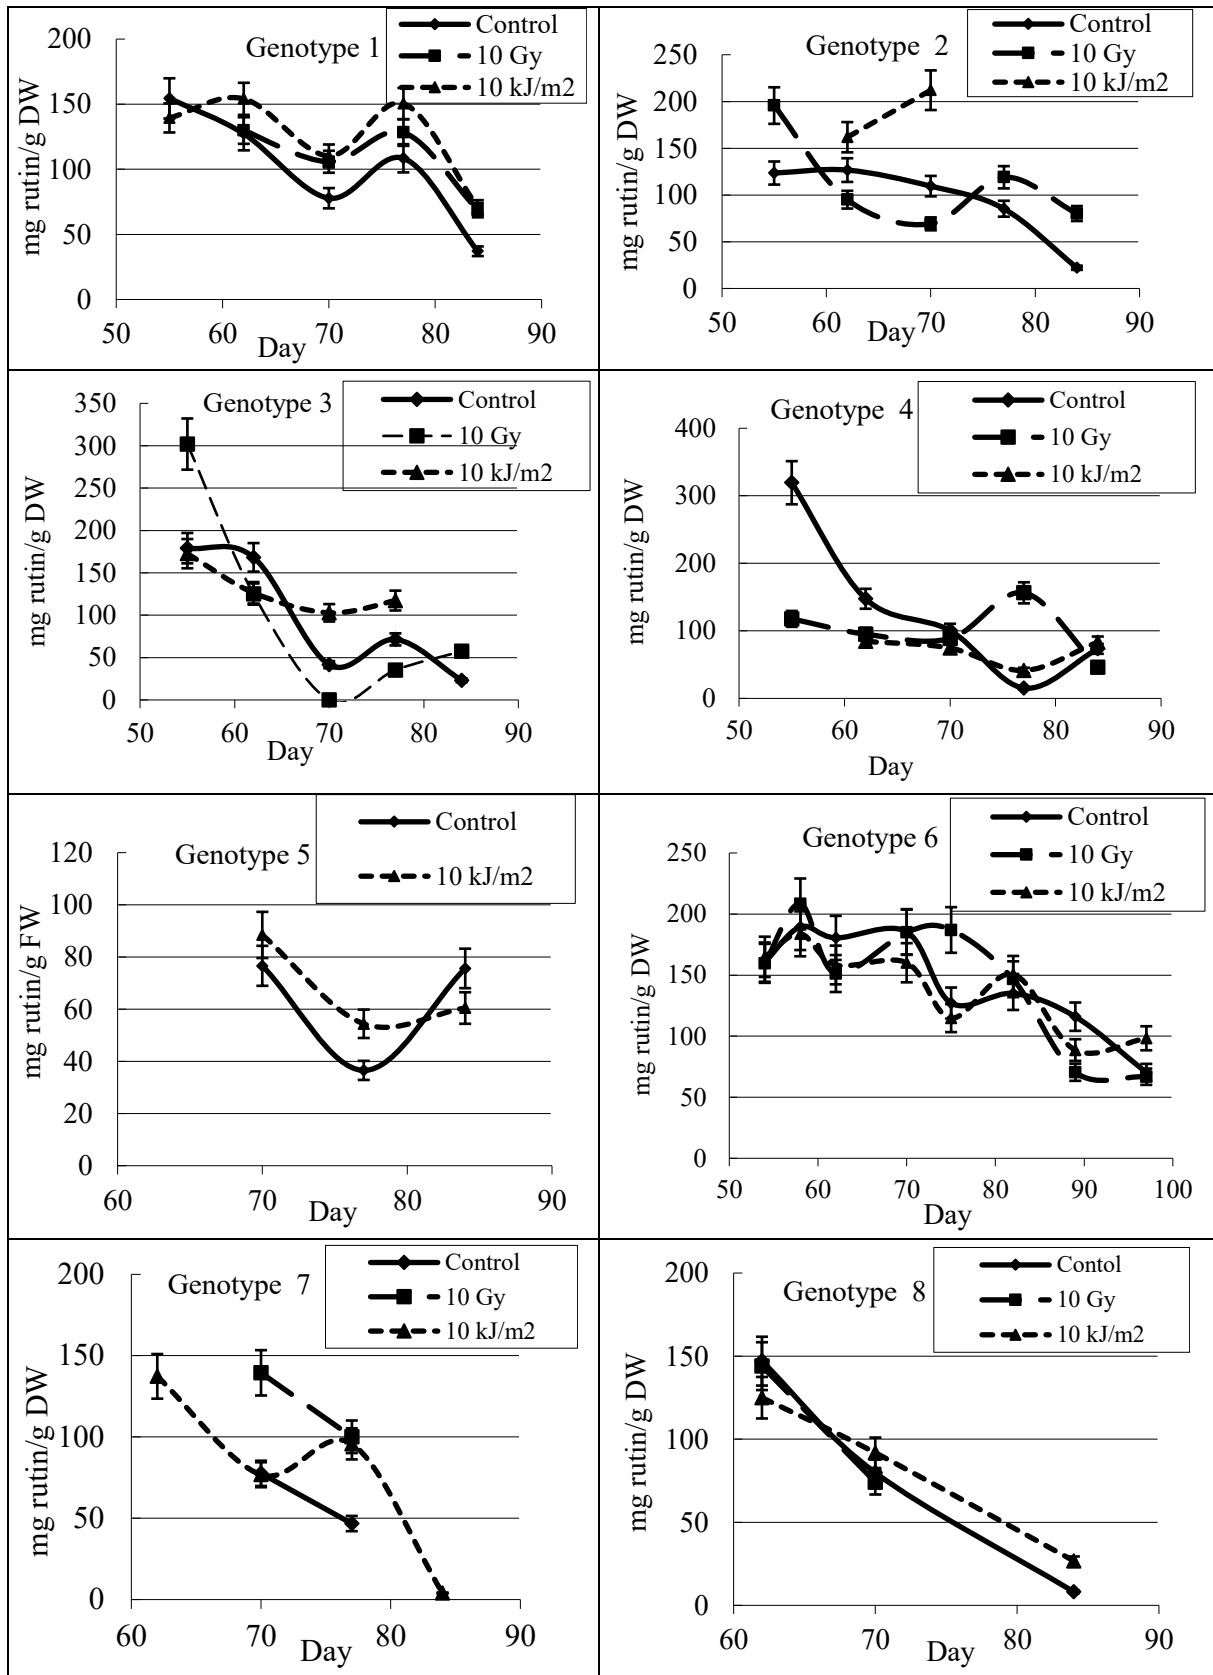 Genotype 1
Control
10 Gy
10 kJ/m2
mg rutin/g DW
200
150
100
50
0
50 60 70 80 90
Day
Genotype 2
Control
10 Gy
10 kJ/m2
mg rutin/g DW
250
200
150
100
50
0
50 60 70 80 90
Day
Genotype 3
Control
10 Gy
10 kJ/m2
mg rutin/g DW
350
300
250
200
150
100
50
0
50 60 70 80 90
Day
Genotype 4
Control
10 Gy
10 kJ/m2
mg rutin/g DW
400
300
200
100
0
50 60 70 80 90
Day
Genotype 5
Control
10 kJ/m2
mg rutin/g FW
120
100
80
60
40
20
0
60 70 80 90
Day
Genotype 6
Control
10 Gy
10 kJ/m2
mg rutin/g DW
250
200
150
100
50
0
50 60 70 80 90 100
Day
Genotype 7
Control
10 Gy
10 kJ/m2
mg rutin/g DW
200
150
100
50
0
60 70 80 90
Day
Genotype 8
Contol
10 Gy
10 kJ/m2
mg rutin/g DW
200
150
100
50
0
60 70 80 90
Day